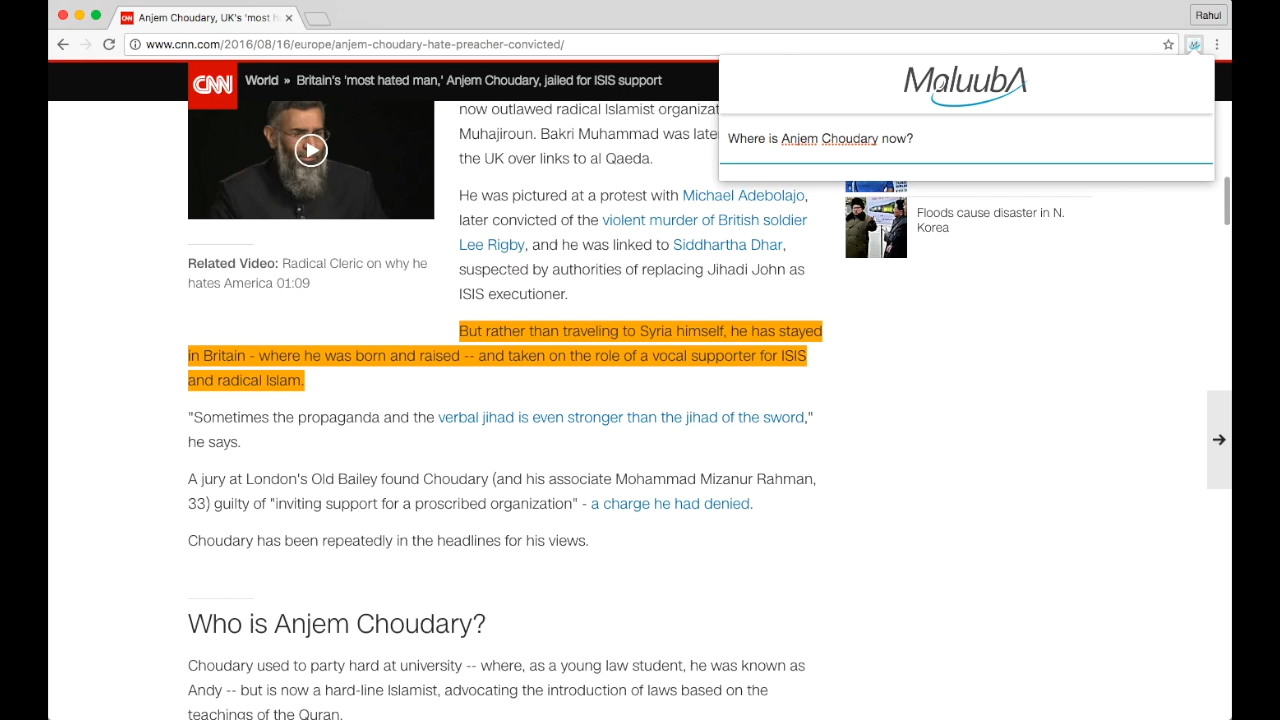 Anjem Choudary, UK's 'most h
Rahul
www.cnn.com/2016/08/16/europe/anjem-choudary-hate-preacher-convicted/
CNN
World » Britain's 'most hated man,' Anjem Choudary, jailed for ISIS support
MaluubA
Where is Anjem Choudary now?
now outlawed radical Islamist organizat
Muhajiroun. Bakri Muhammad was late
the UK over links to al Qaeda.
He was pictured at a protest with Michael Adebolajo,
later convicted of the violent murder of British soldier
Lee Rigby, and he was linked to Siddhartha Dhar,
suspected by authorities of replacing Jihadi John as
ISIS executioner.
Related Video: Radical Cleric on why he
hates America 01:09
Floods cause disaster in N.
Korea
But rather than traveling to Syria himself, he has stayed
in Britain - where he was born and raised -- and taken on the role of a vocal supporter for ISIS
and radical Islam.
"Sometimes the propaganda and the verbal jihad is even stronger than the jihad of the sword,"
he says.
A jury at London's Old Bailey found Choudary (and his associate Mohammad Mizanur Rahman,
33) guilty of "inviting support for a proscribed organization" - a charge he had denied.
Choudary has been repeatedly in the headlines for his views.
Who is Anjem Choudary?
Choudary used to party hard at university -- where, as a young law student, he was known as
Andy -- but is now a hard-line Islamist, advocating the introduction of laws based on the
teachings of the Quran.